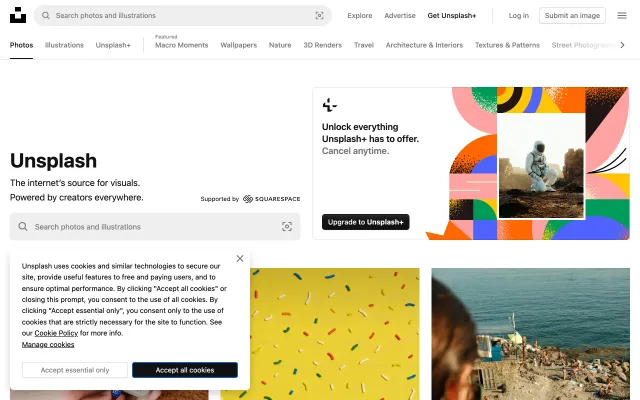 Search photos and illustrations
Explore
Advertise
Get Unsplash+
Log in
Submit an image
Photos
Illustrations
Unsplash+
Featured
Macro Moments
Wallpapers
Nature
3D Renders
Travel
Architecture & Interiors
Textures & Patterns
Street Photography
Unlock everything
Unsplash+ has to offer.
Cancel anytime.
Upgrade to Unsplash+
Unsplash
The internet's source for visuals.
Powered by creators everywhere.
Supported by SQUARESPACE
Search photos and illustrations
Unsplash uses cookies and similar technologies to secure our
site, provide useful features to free and paying users, and to
ensure optimal performance. By clicking "Accept all cookies" or
closing this prompt, you consent to the use of all cookies. By
clicking "Accept essential only", you consent only to the use of
cookies that are strictly necessary for the site to function. See
our Cookie Policy for more info.
Manage cookies
Accept essential only
Accept all cookies